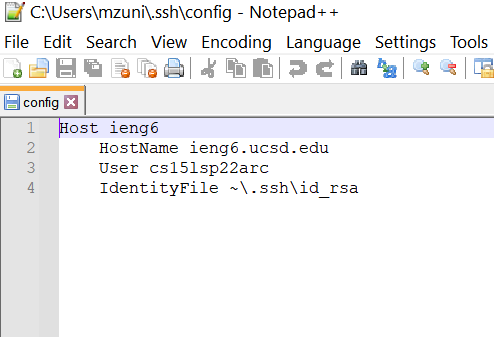 C:\Users\mzuni\.ssh\config - Notepad++
File Edit Search View Encoding Language Settings Tools
config
1 Host ieng6
2 HostName ieng6.ucsd.edu
3 User cs15lsp22arc
4 IdentityFile ~\.ssh\id_rsa